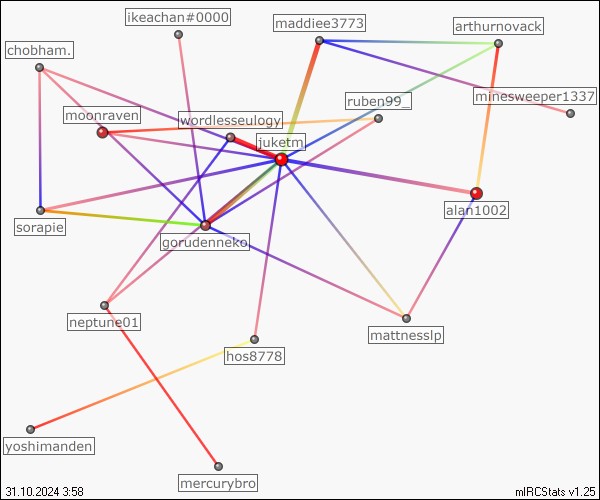 ikeachan#0000
maddiee3773
arthurnovack
chobham.
minesweeper1337
ruben99_
moonraven
wordlesseulogy
juketm
alan1002
sorapie
gorudenneko
neptune01
mattnesslp
hos8778
yoshimanden
mercurybro
31.10.2024 3:58
mIRCStats v1.25